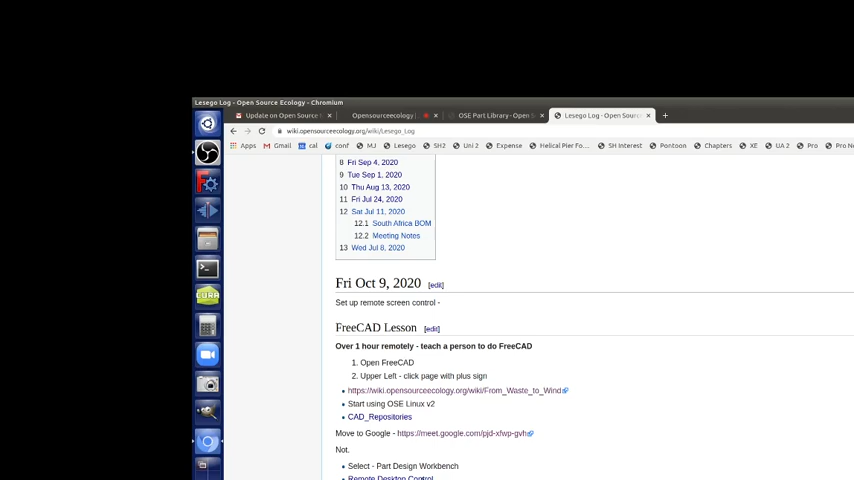 Lesego Log - Open Source Ecology - Chromium
Update on Open Source
Opensourceecology
OSE Part Library - Open S
Lesego Log - Open Source
wiki.opensourceecology.org/wiki/Lesego_Log
Apps Gmail cal conf MJ Lesego SH2 Uni 2 Expense Helical Pier Fo... SH Interest Pontoon Chapters XE UA 2 Pro Pro N
8 Fri Sep 4, 2020
9 Tue Sep 1, 2020
10 Thu Aug 13, 2020
11 Fri Jul 24, 2020
12 Sat Jul 11, 2020
12.1 South Africa BOM
12.2 Meeting Notes
13 Wed Jul 8, 2020
Fri Oct 9, 2020 [edit]
Set up remote screen control -
FreeCAD Lesson [edit]
Over 1 hour remotely - teach a person to do FreeCAD
1. Open FreeCAD
2. Upper Left - click page with plus sign
https://wiki.opensourceecology.org/wiki/From_Waste_to_Wind
Start using OSE Linux v2
CAD_Repositories
Move to Google - https://meet.google.com/pjd-xfwp-gvh
Not.
Select - Part Design Workbench
Remote Desktop Control